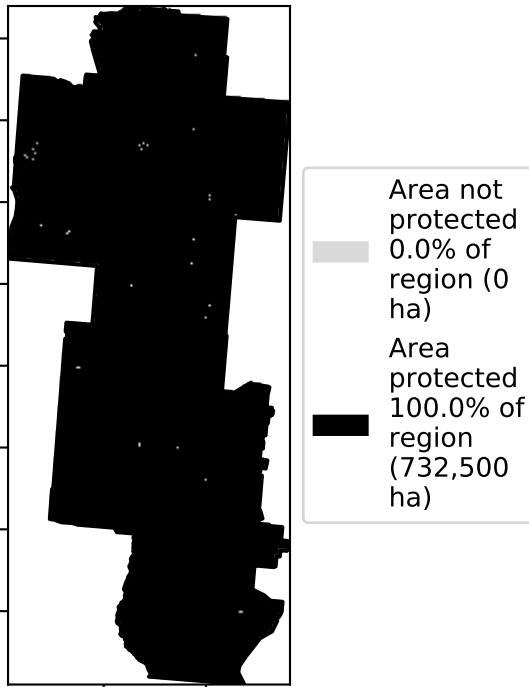 Area not
protected
0.0% of
region (0
ha)
Area
protected
100.0% of
region
(732,500
ha)